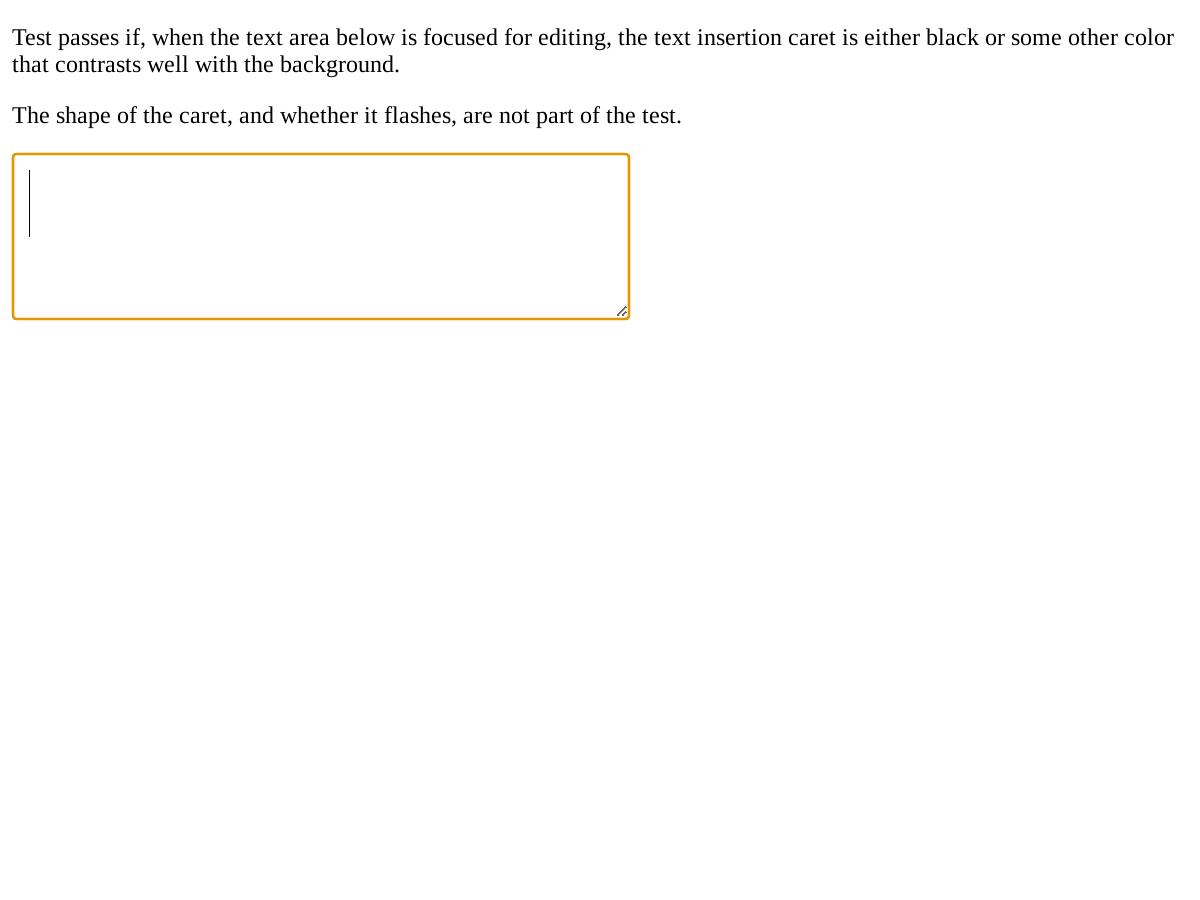 Test passes if, when the text area below is focused for editing, the text insertion caret is either black or some other color
that contrasts well with the background.
The shape of the caret, and whether it flashes, are not part of the test.